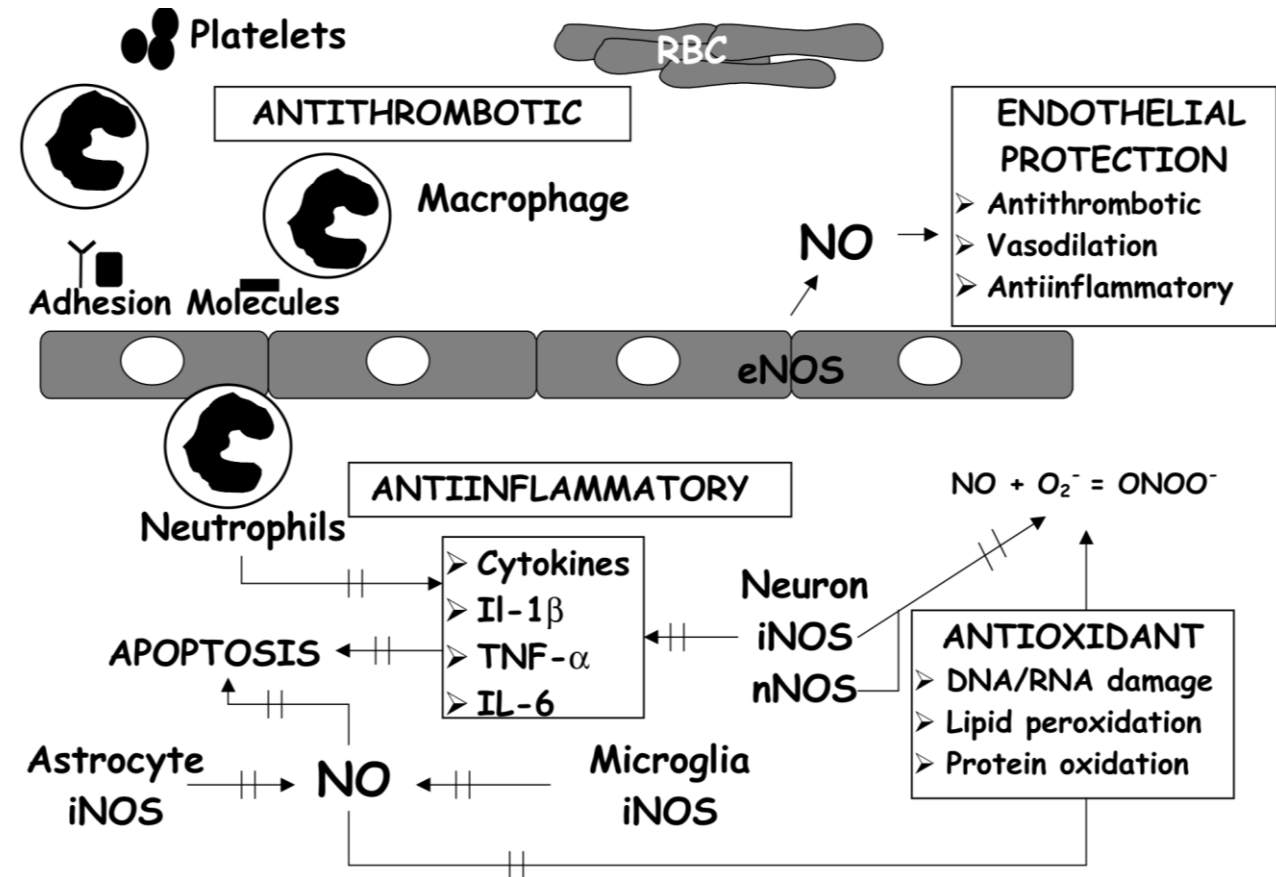 Platelets
RBC
ANTITHROMBOTIC
Macrophage
Adhesion Molecules
NO
ENDOTHELIAL
PROTECTION
➢ Antithrombotic
➢ Vasodilation
➢ Antiinflammatory
eNOS
Neutrophils
ANTIINFLAMMATORY
➢ Cytokines
➢ Il-1β
➢ TNF-α
➢ IL-6
APOPTOSIS
Neuron
iNOS
nNOS
NO + O₂⁻ = ONOO⁻
ANTIOXIDANT
➢ DNA/RNA damage
➢ Lipid peroxidation
➢ Protein oxidation
Astrocyte
iNOS
NO
Microglia
iNOS